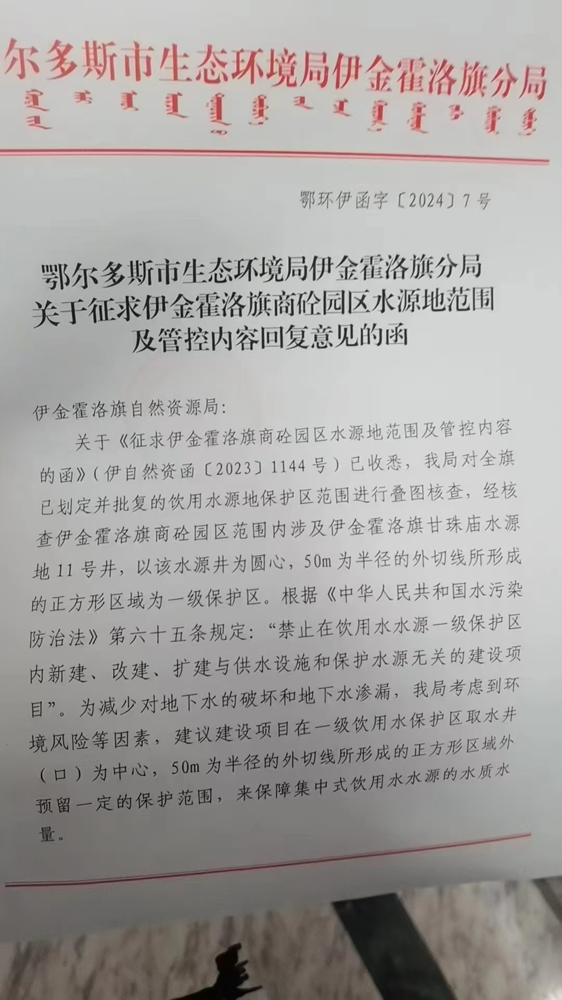 尔多斯市生态环境局伊金霍洛旗分局
鄂环伊函字〔2024〕7号
鄂尔多斯市生态环境局伊金霍洛旗分局
关于征求伊金霍洛旗商砼园区水源地范围
及管控内容回复意见的函
伊金霍洛旗自然资源局：
关于《征求伊金霍洛旗商砼园区水源地范围及管控内容
的函》（伊自然资函〔2023〕1144号）已收悉，我局对全旗
已划定并批复的饮用水源地保护区范围进行叠图核查，经核
查伊金霍洛旗商砼园区范围内涉及伊金霍洛旗甘珠庙水源
地11号井，以该水源井为圆心，50m为半径的外切线所形成
的正方形区域为一级保护区。根据《中华人民共和国水污染
防治法》第六十五条规定：“禁止在饮用水水源一级保护区
内新建、改建、扩建与供水设施和保护水源无关的建设项
目”。为减少对地下水的破坏和地下水渗漏，我局考虑到环
境风险等因素，建议建设项目在一级饮用水保护区取水井
（口）为中心，50m为半径的外切线所形成的正方形区域外
预留一定的保护范围，来保障集中式饮用水水源的水质水
量。